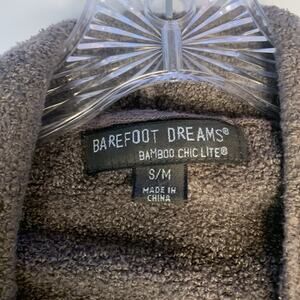 BAREFOOT DREAMS®
BAMBOO CHIC LITE®
S/M
MADE IN
CHINA